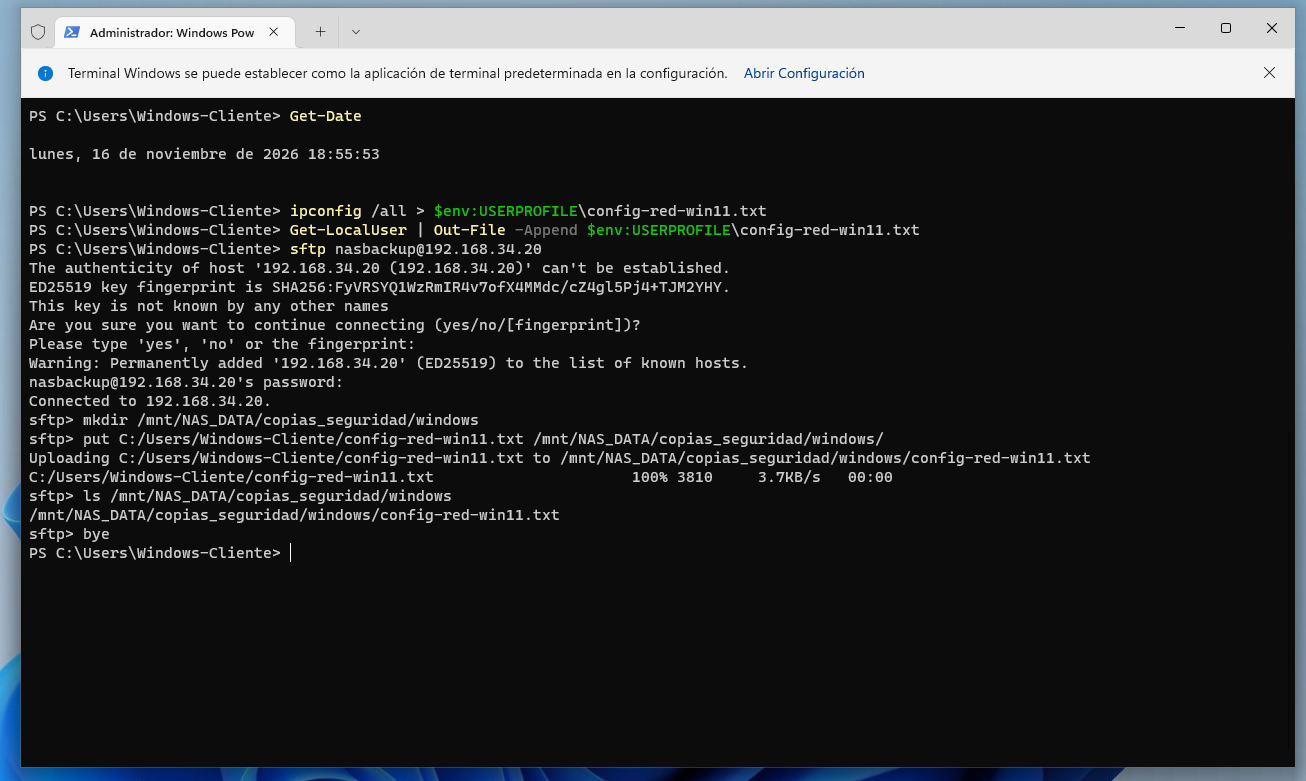 Administrador: Windows Pow
Terminal Windows se puede establecer como la aplicación de terminal predeterminada en la configuración. Abrir Configuración
PS C:\Users\Windows-Cliente> Get-Date
lunes, 16 de noviembre de 2026 18:55:53
PS C:\Users\Windows-Cliente> ipconfig /all > $env:USERPROFILE\config-red-win11.txt
PS C:\Users\Windows-Cliente> Get-LocalUser | Out-File -Append $env:USERPROFILE\config-red-win11.txt
PS C:\Users\Windows-Cliente> sftp nasbackup@192.168.34.20
The authenticity of host '192.168.34.20 (192.168.34.20)' can't be established.
ED25519 key fingerprint is SHA256:FyVRSYQ1WzRmIR4v7ofX4MMdc/cZ4gl5Pj4+TJM2YHY.
This key is not known by any other names
Are you sure you want to continue connecting (yes/no/[fingerprint])?
Please type 'yes', 'no' or the fingerprint:
Warning: Permanently added '192.168.34.20' (ED25519) to the list of known hosts.
nasbackup@192.168.34.20's password:
Connected to 192.168.34.20.
sftp> mkdir /mnt/NAS_DATA/copias_seguridad/windows
sftp> put C:/Users/Windows-Cliente/config-red-win11.txt /mnt/NAS_DATA/copias_seguridad/windows/
Uploading C:/Users/Windows-Cliente/config-red-win11.txt to /mnt/NAS_DATA/copias_seguridad/windows/config-red-win11.txt
C:/Users/Windows-Cliente/config-red-win11.txt 100% 3810 3.7KB/s 00:00
sftp> ls /mnt/NAS_DATA/copias_seguridad/windows
/mnt/NAS_DATA/copias_seguridad/windows/config-red-win11.txt
sftp> bye
PS C:\Users\Windows-Cliente>